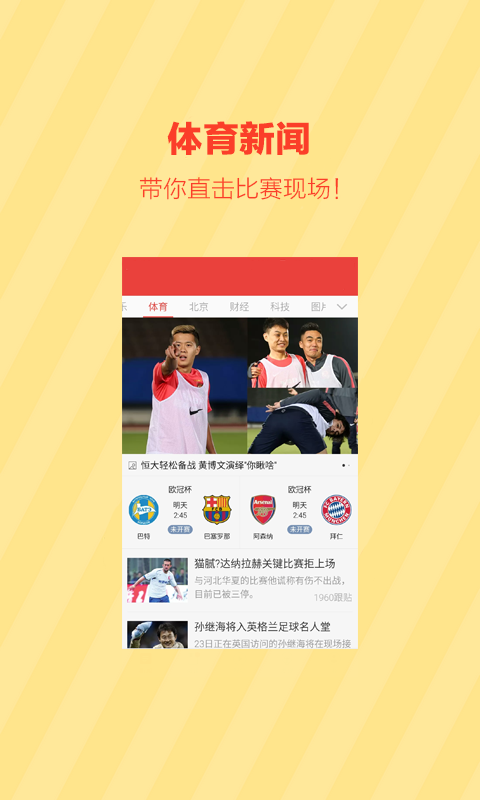 体育新闻
带你直击比赛现场!
乐 体育 北京 财经 科技 图片
恒大轻松备战 黄博文演绎"你瞅啥"
欧冠杯 欧冠杯
明天 明天
2:45 2:45
未开赛 未开赛
巴特 巴塞罗那 阿森纳 拜仁
BATE
FCB
Arsenal
FC BAYERN
MÜNCHEN
猫腻?达纳拉赫关键比赛拒上场
与河北华夏的比赛他谎称有伤不出战,
目前已被三停。
1960跟贴
孙继海将入英格兰足球名人堂
23日正在英国访问的孙继海将在现场接